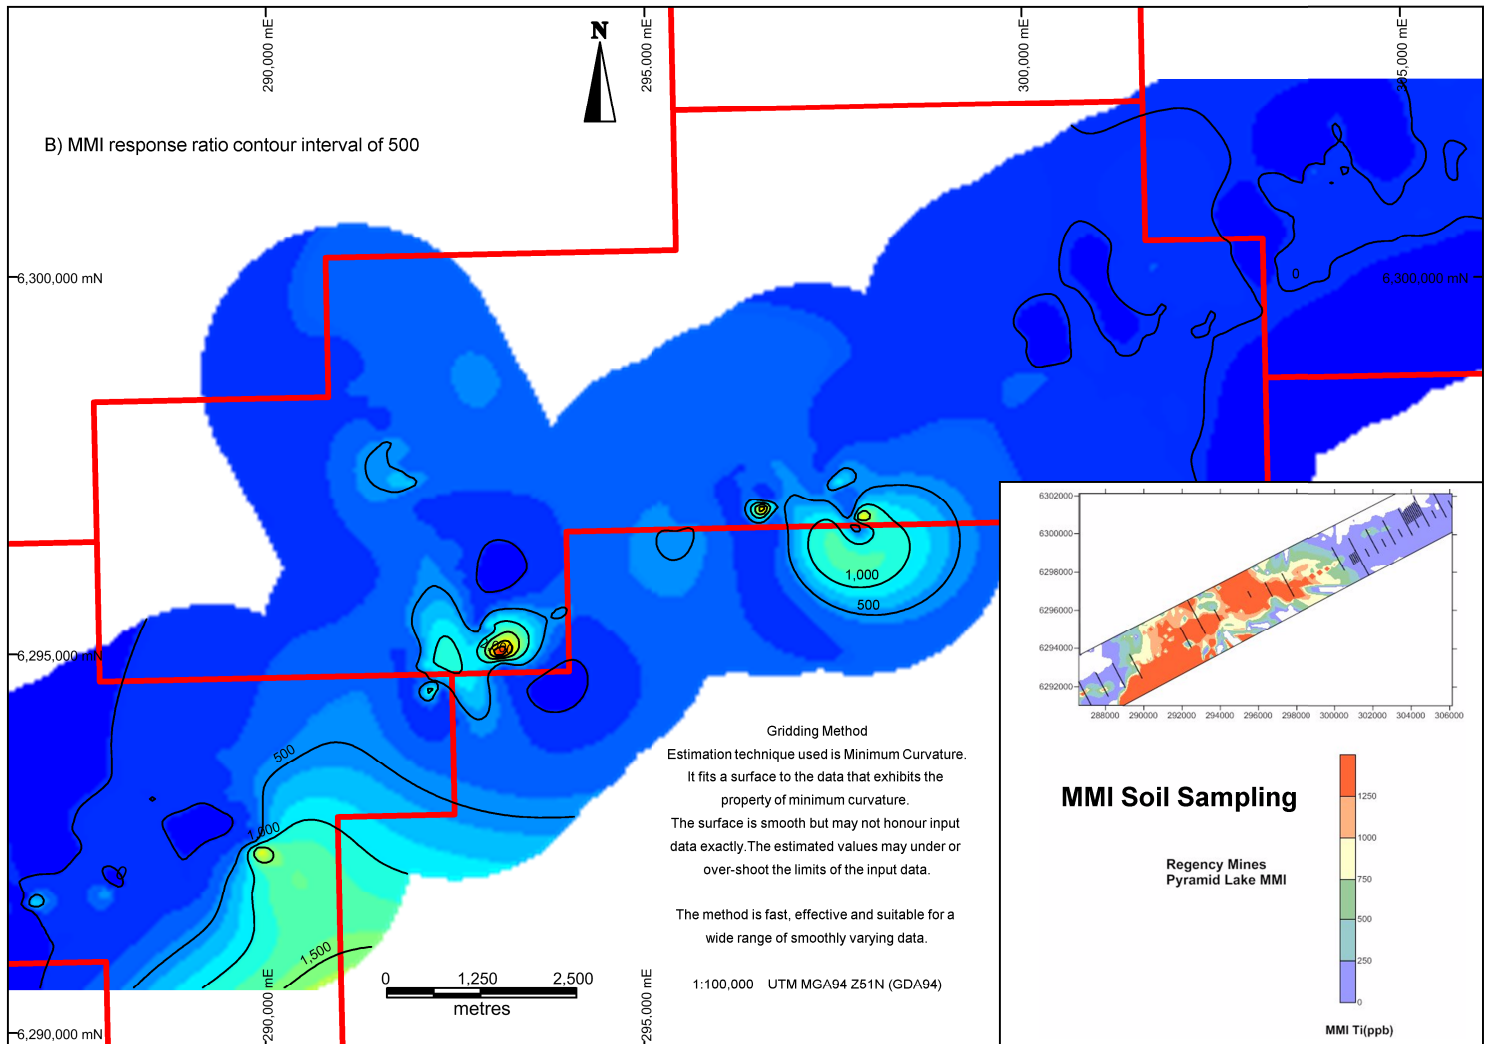 290,000 mE
295,000 mE
300,000 mE
305,000 mE
N
B) MMI response ratio contour interval of 500
6,300,000 mN
0
6,300,000 mN
1,000
500
6,295,000 mN
500
1,000
1,500
Gridding Method
Estimation technique used is Minimum Curvature.
It fits a surface to the data that exhibits the
property of minimum curvature.
The surface is smooth but may not honour input
data exactly.The estimated values may under or
over-shoot the limits of the input data.
The method is fast, effective and suitable for a
wide range of smoothly varying data.
1:100,000 UTM MGA94 Z51N (GDA94)
0 1,250 2,500
metres
290,000 mE
295,000 mE
6,290,000 mN
6302000
6300000
6298000
6296000
6294000
6292000
288000 290000 292000 294000 296000 298000 300000 302000 304000 306000
MMI Soil Sampling
Regency Mines
Pyramid Lake MMI
1250
1000
750
500
250
0
MMI Ti(ppb)